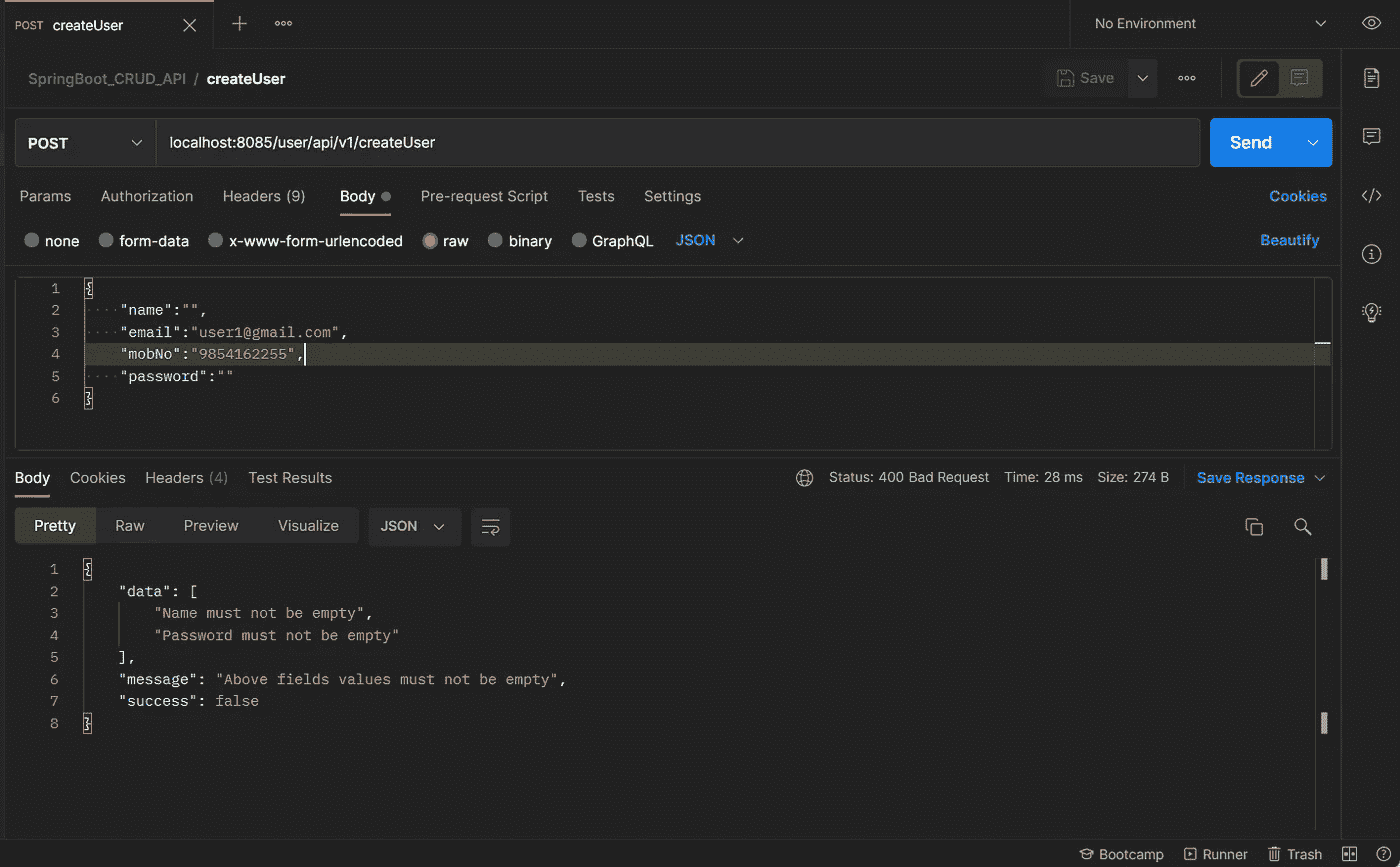 POST createUser
No Environment
SpringBoot_CRUD_API / createUser
Save
POST localhost:8085/user/api/v1/createUser Send
Params Authorization Headers (9) Body Pre-request Script Tests Settings Cookies
none form-data x-www-form-urlencoded raw binary GraphQL JSON Beautify
1 {
2 "name":"",
3 "email":"user1@gmail.com",
4 "mobNo":"9854162255",
5 "password":""
6 }
Body Cookies Headers (4) Test Results Status: 400 Bad Request Time: 28 ms Size: 274 B Save Response
Pretty Raw Preview Visualize JSON
1 {
2 "data": [
3 "Name must not be empty",
4 "Password must not be empty"
5 ],
6 "message": "Above fields values must not be empty",
7 "success": false
8 }
Bootcamp Runner Trash